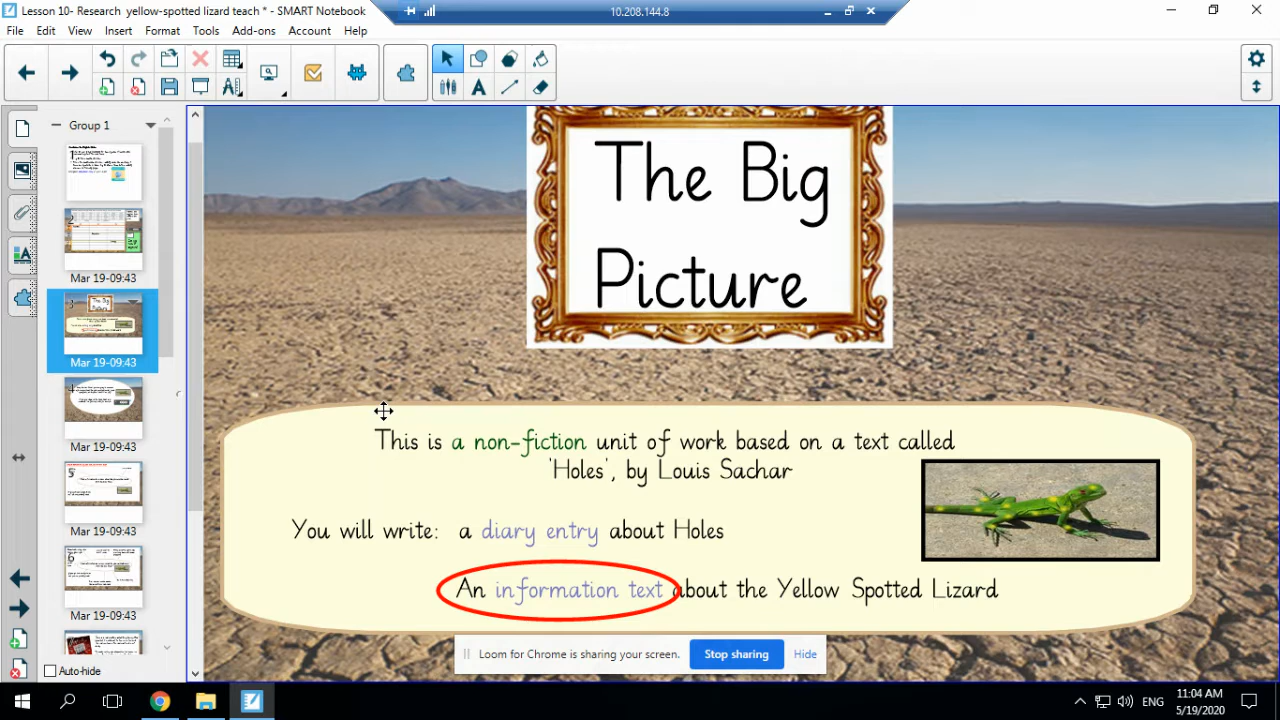 Lesson 10- Research yellow-spotted lizard teach * - SMART Notebook
10.208.144.8
File Edit View Insert Format Tools Add-ons Account Help
Group 1
Mar 19-09:43
Mar 19-09:43
Mar 19-09:43
Mar 19-09:43
Mar 19-09:43
Auto-hide
The Big
Picture
This is a non-fiction unit of work based on a text called
'Holes', by Louis Sachar
You will write: a diary entry about Holes
An information text about the Yellow Spotted Lizard
Loom for Chrome is sharing your screen. Stop sharing Hide
ENG
11:04 AM
5/19/2020